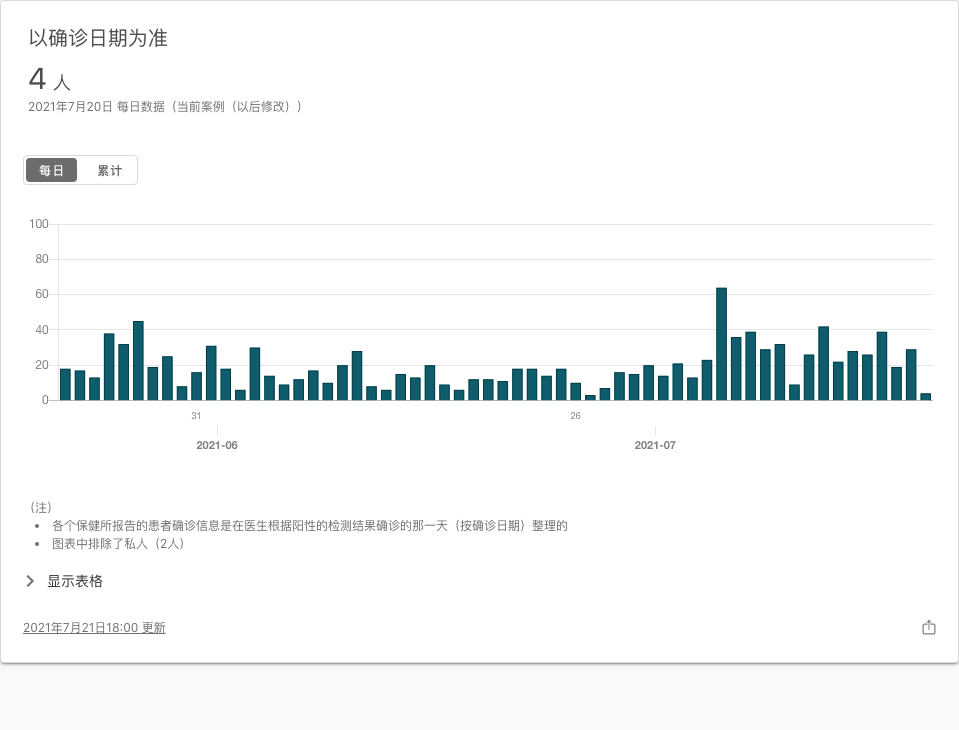 以确诊日期为准
4 人
2021年7月20日 每日数据（当前案例（以后修改））
每日 累计
100
80
60
40
20
0
31 26
2021-06 2021-07
（注）
• 各个保健所报告的患者确诊信息是在医生根据阳性的检测结果确诊的那一天（按确诊日期）整理的
• 图表中排除了私人（2人）
显示表格
2021年7月21日18:00 更新